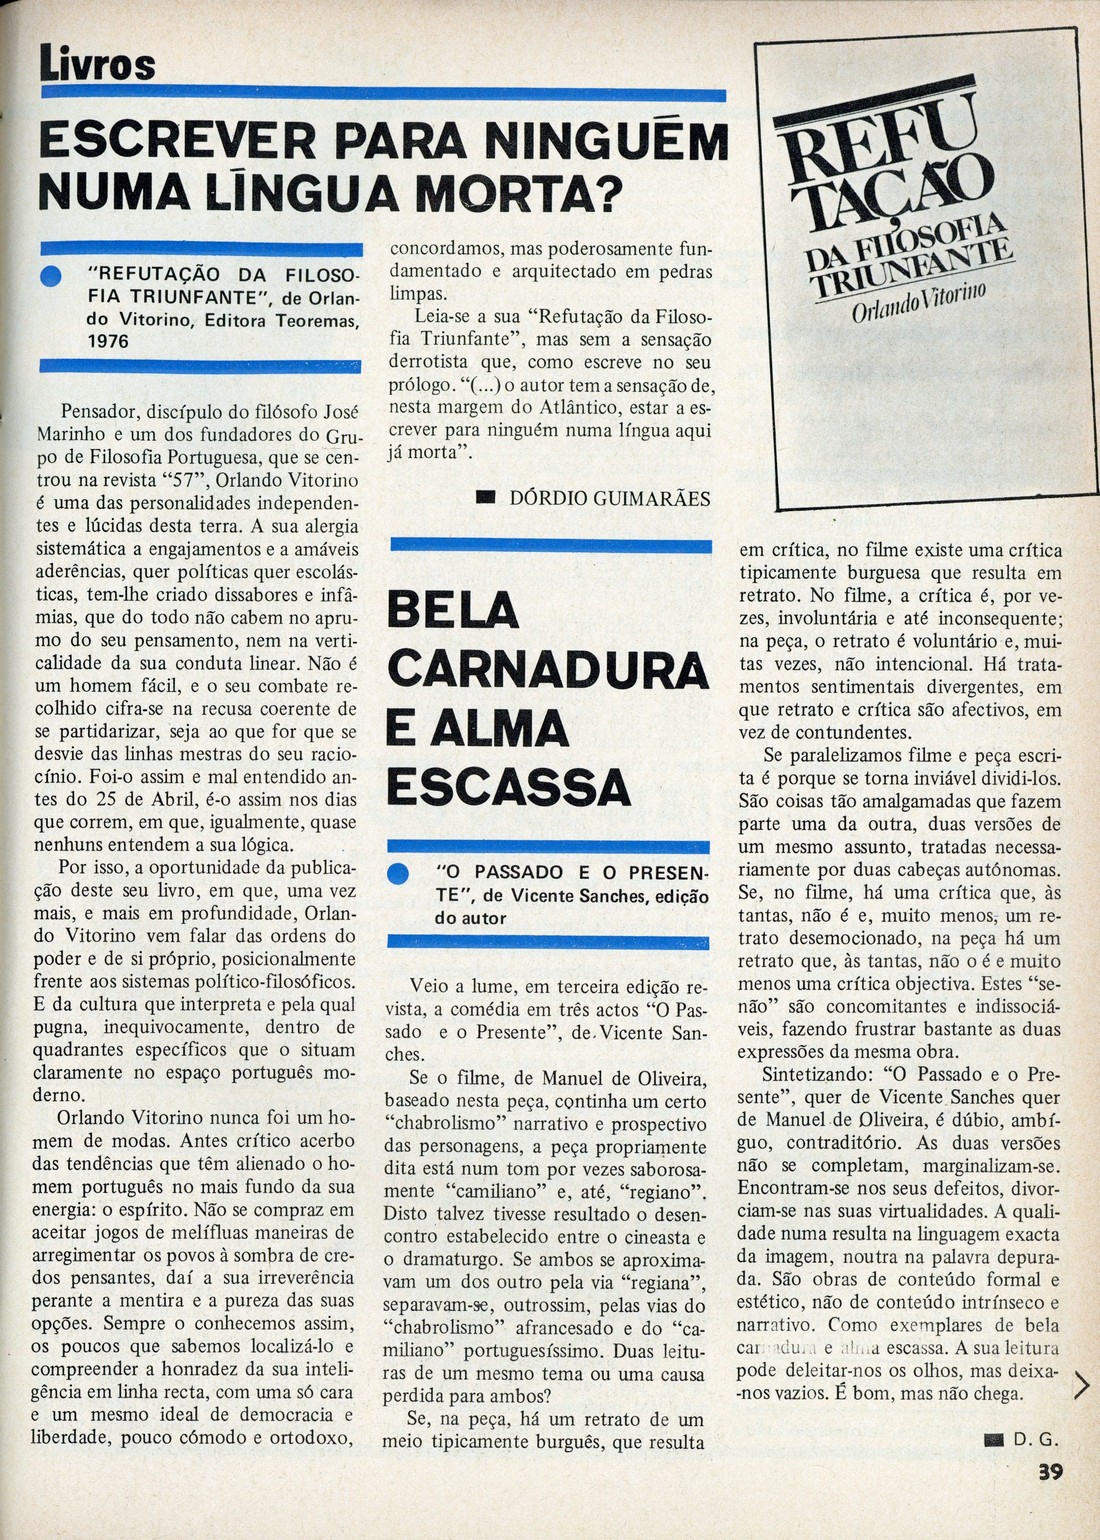 Livros
ESCREVER PARA NINGUÉM
NUMA LÍNGUA MORTA?
"REFUTAÇÃO DA FILOSO-
FIA TRIUNFANTE", de Orlan-
do Vitorino, Editora Teoremas,
1976
Pensador, discípulo do filósofo José
Marinho e um dos fundadores do Gru-
po de Filosofia Portuguesa, que se cen-
trou na revista "57", Orlando Vitorino
é uma das personalidades independen-
tes e lúcidas desta terra. A sua alergia
sistemática a engajamentos e a amáveis
aderências, quer políticas quer escolás-
ticas, tem-lhe criado dissabores e infâ-
mias, que do todo não cabem no apru-
mo do seu pensamento, nem na verti-
calidade da sua conduta linear. Não é
um homem fácil, e o seu combate re-
colhido cifra-se na recusa coerente de
se partidarizar, seja ao que for que se
desvie das linhas mestras do seu racio-
cínio. Foi-o assim e mal entendido an-
tes do 25 de Abril, é-o assim nos dias
que correm, em que, igualmente, quase
nenhuns entendem a sua lógica.
Por isso, a oportunidade da publica-
ção deste seu livro, em que, uma vez
mais, e mais em profundidade, Orlan-
do Vitorino vem falar das ordens do
poder e de si próprio, posicionalmente
frente aos sistemas político-filosóficos.
E da cultura que interpreta e pela qual
pugna, inequivocamente, dentro de
quadrantes específicos que o situam
claramente no espaço português mo-
derno.
Orlando Vitorino nunca foi um ho-
mem de modas. Antes crítico acerbo
das tendências que têm alienado o ho-
mem português no mais fundo da sua
energia: o espírito. Não se compraz em
aceitar jogos de melífluas maneiras de
arregimentar os povos à sombra de cre-
dos pensantes, daí a sua irreverência
perante a mentira e a pureza das suas
opções. Sempre o conhecemos assim,
os poucos que sabemos localizá-lo e
compreender a honradez da sua inteli-
gência em linha recta, com uma só cara
e um mesmo ideal de democracia e
liberdade, pouco cómodo e ortodoxo,
concordamos, mas poderosamente fun-
damentado e arquitectado em pedras
limpas.
Leia-se a sua "Refutação da Filoso-
fia Triunfante", mas sem a sensação
derrotista que, como escreve no seu
prólogo. "(...) o autor tem a sensação de,
nesta margem do Atlântico, estar a es-
crever para ninguém numa língua aqui
já morta".
DÓRDIO GUIMARÃES
REFU
TAÇÃO
DA FILOSOFIA
TRIUNFANTE
Orlando Vitorino
BELA
CARNADURA
E ALMA
ESCASSA
"O PASSADO E O PRESEN-
TE", de Vicente Sanches, edição
do autor
Veio a lume, em terceira edição re-
vista, a comédia em três actos "O Pas-
sado e o Presente", de Vicente San-
ches.
Se o filme, de Manuel de Oliveira,
baseado nesta peça, continha um certo
"chabrolismo" narrativo e prospectivo
das personagens, a peça propriamente
dita está num tom por vezes saborosa-
mente "camiliano" e, até, "regiano".
Disto talvez tivesse resultado o desen-
contro estabelecido entre o cineasta e
o dramaturgo. Se ambos se aproxima-
vam um dos outro pela via "regiana",
separavam-se, outrossim, pelas vias do
"chabrolismo" afrancesado e do "ca-
miliano" portuguesíssimo. Duas leitu-
ras de um mesmo tema ou uma causa
perdida para ambos?
Se, na peça, há um retrato de um
meio tipicamente burguês, que resulta
em crítica, no filme existe uma crítica
tipicamente burguesa que resulta em
retrato. No filme, a crítica é, por ve-
zes, involuntária e até inconsequente;
na peça, o retrato é voluntário e, mui-
tas vezes, não intencional. Há trata-
mentos sentimentais divergentes, em
que retrato e crítica são afectivos, em
vez de contundentes.
Se paralelizamos filme e peça escri-
ta é porque se torna inviável dividi-los.
São coisas tão amalgamadas que fazem
parte uma da outra, duas versões de
um mesmo assunto, tratadas necessa-
riamente por duas cabeças autónomas.
Se, no filme, há uma crítica que, às
tantas, não é e, muito menos, um re-
trato desemocionado, na peça há um
retrato que, às tantas, não o é e muito
menos uma crítica objectiva. Estes "se-
não" são concomitantes e indissociá-
veis, fazendo frustrar bastante as duas
expressões da mesma obra.
Sintetizando: "O Passado e o Pre-
sente", quer de Vicente Sanches quer
de Manuel de Oliveira, é dúbio, ambí-
guo, contraditório. As duas versões
não se completam, marginalizam-se.
Encontram-se nos seus defeitos, divor-
ciam-se nas suas virtualidades. A quali-
dade numa resulta na linguagem exacta
da imagem, noutra na palavra depura-
da. São obras de conteúdo formal e
estético, não de conteúdo intrínseco e
narrativo. Como exemplares de bela
carnadura e alma escassa. A sua leitura
pode deleitar-nos os olhos, mas deixa-
-nos vazios. É bom, mas não chega.
D. G.
39